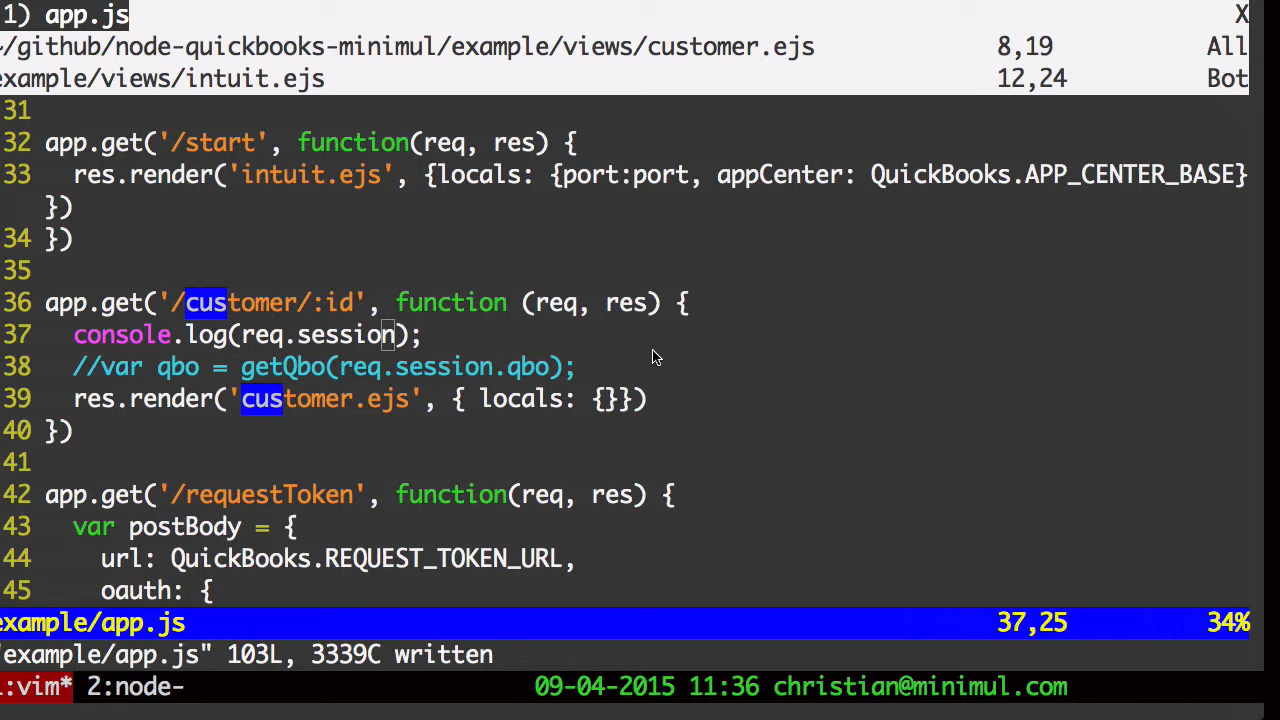 1) app.js X
~/github/node-quickbooks-minimul/example/views/customer.ejs 8,19 All
example/views/intuit.ejs 12,24 Bot
31
32 app.get('/start', function(req, res) {
33 res.render('intuit.ejs', {locals: {port:port, appCenter: QuickBooks.APP_CENTER_BASE}
})
34 })
35
36 app.get('/customer/:id', function (req, res) {
37 console.log(req.session);
38 //var qbo = getQbo(req.session.qbo);
39 res.render('customer.ejs', { locals: {}})
40 })
41
42 app.get('/requestToken', function(req, res) {
43 var postBody = {
44 url: QuickBooks.REQUEST_TOKEN_URL,
45 oauth: {
example/app.js 37,25 34%
"example/app.js" 103L, 3339C written
:vim* 2:node- 09-04-2015 11:36 christian@minimul.com